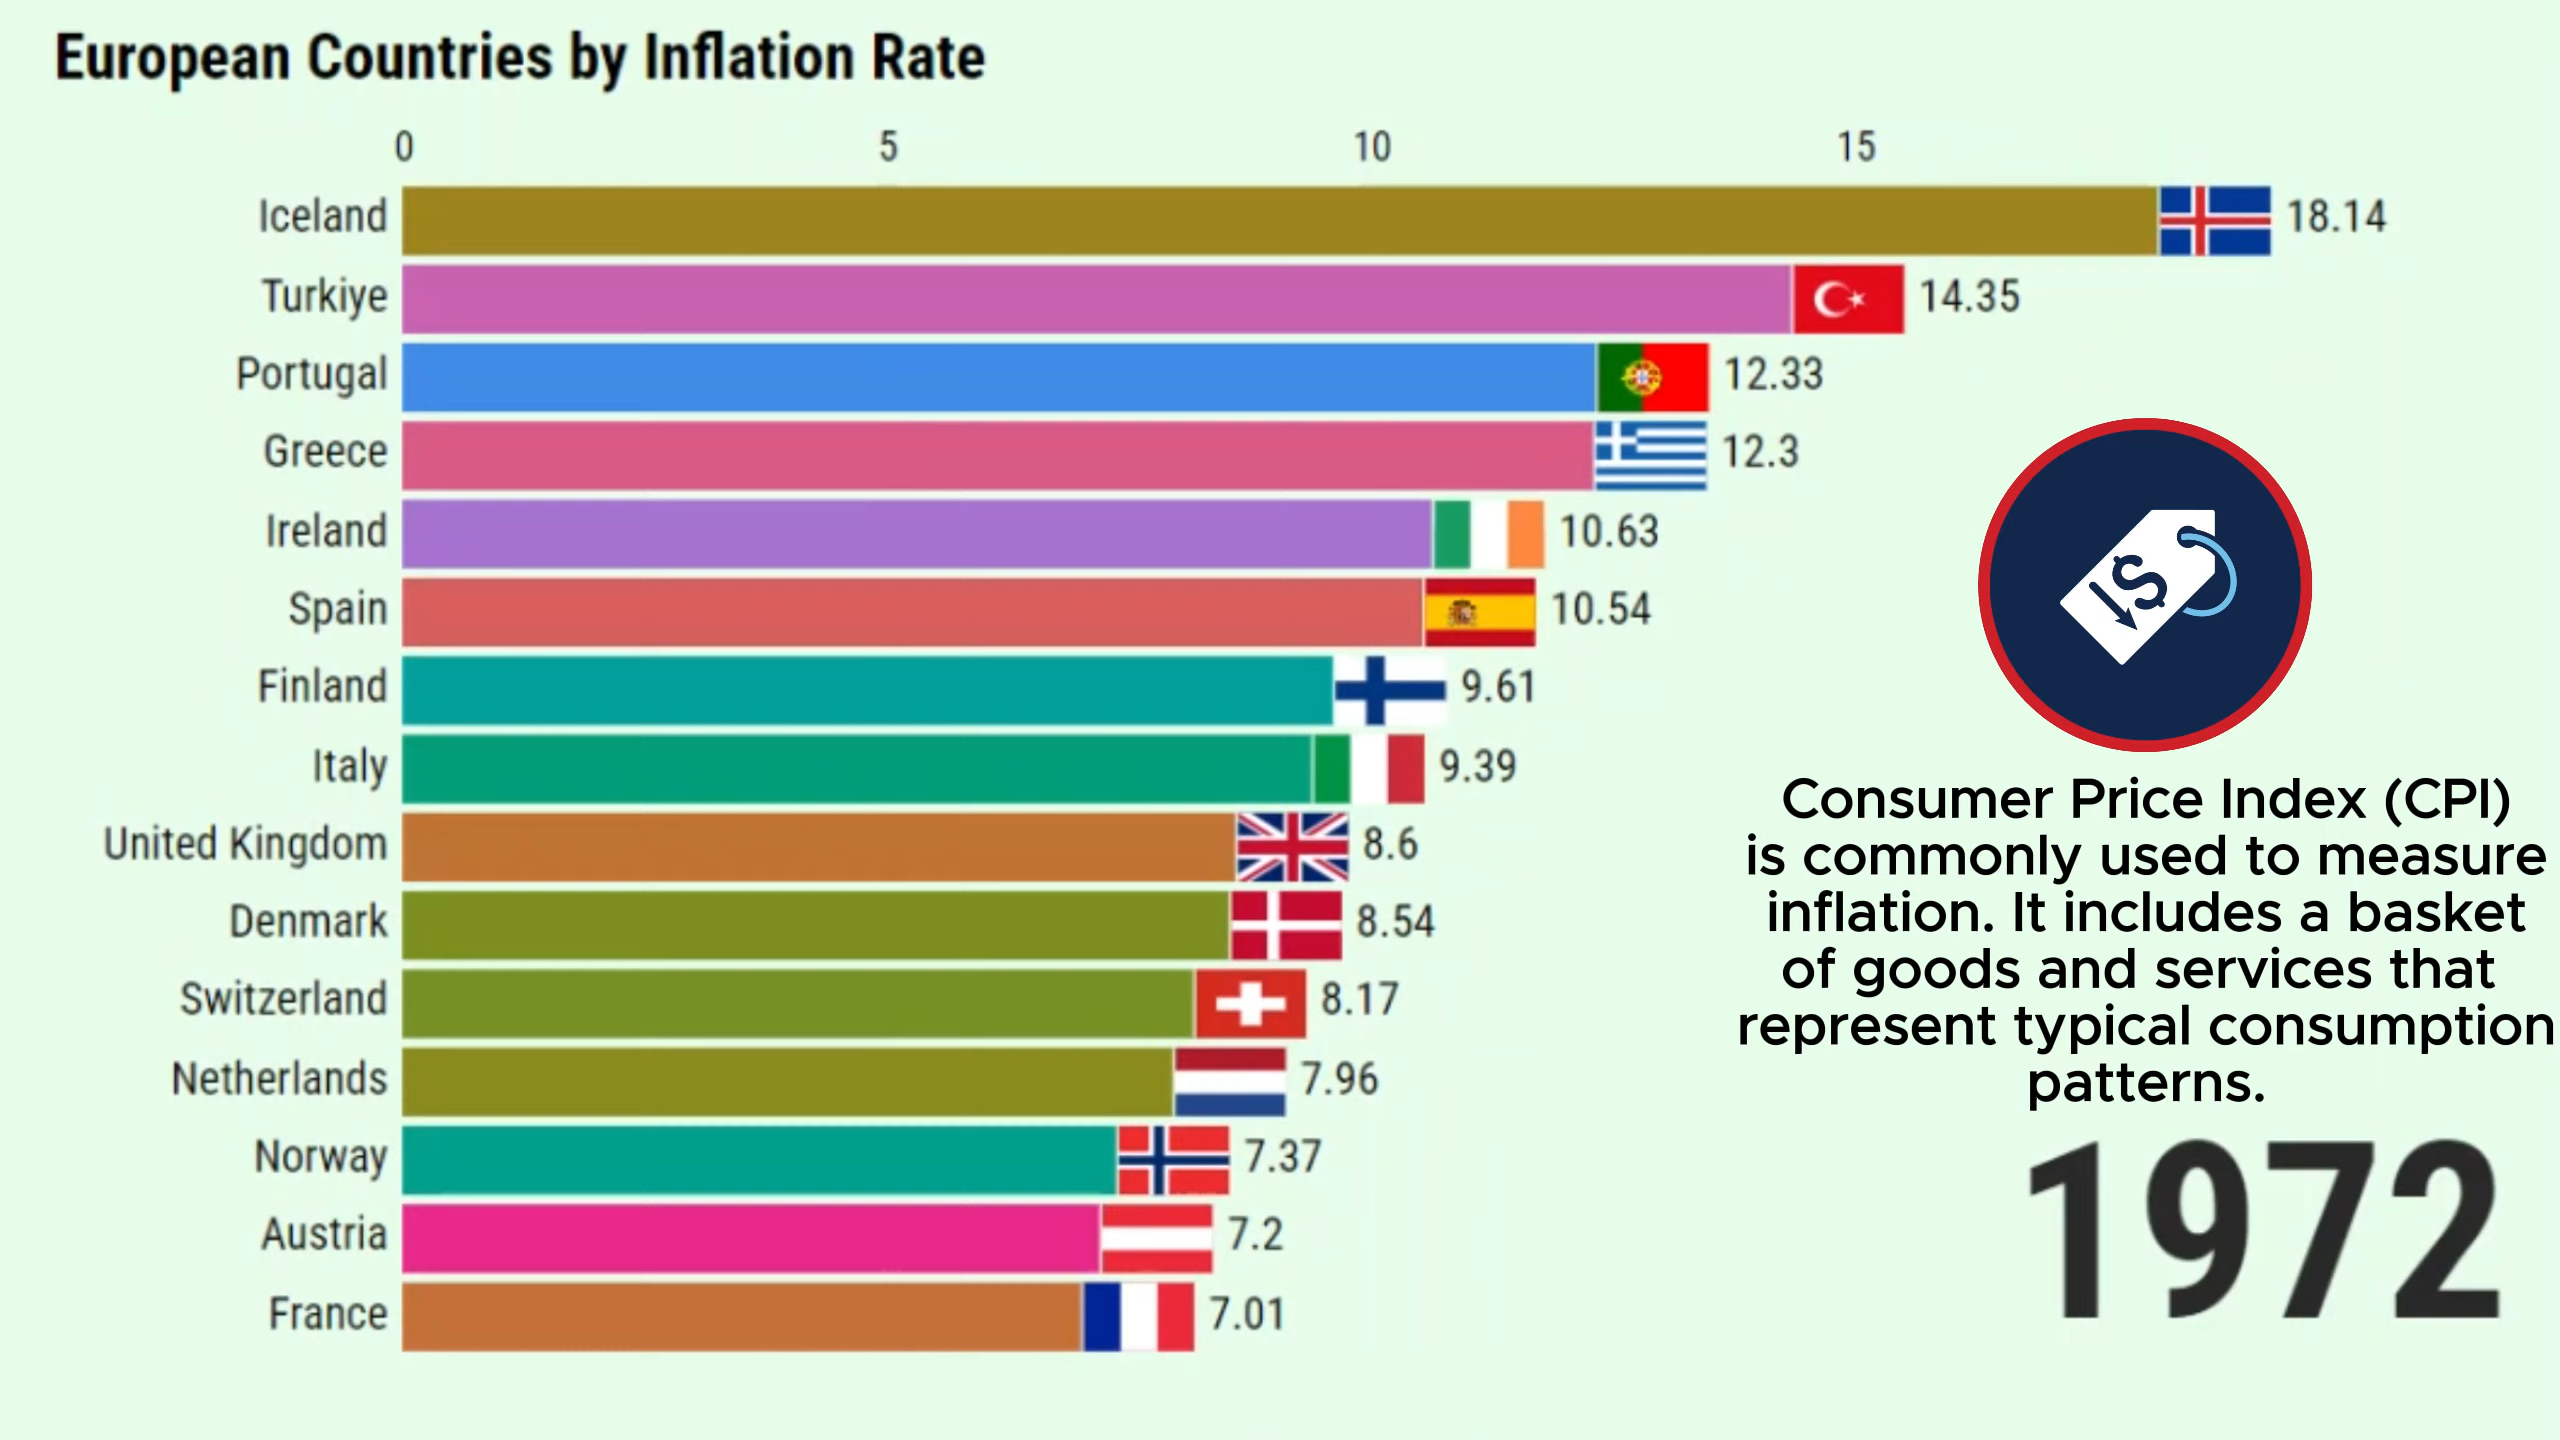 European Countries by Inflation Rate
0 5 10 15
Iceland 18.14
Turkiye 14.35
Portugal 12.33
Greece 12.3
Ireland 10.63
Spain 10.54
Finland 9.61
Italy 9.39
United Kingdom 8.6
Denmark 8.54
Switzerland 8.17
Netherlands 7.96
Norway 7.37
Austria 7.2
France 7.01
$
Consumer Price Index (CPI)
is commonly used to measure
inflation. It includes a basket
of goods and services that
represent typical consumption
patterns.
1972